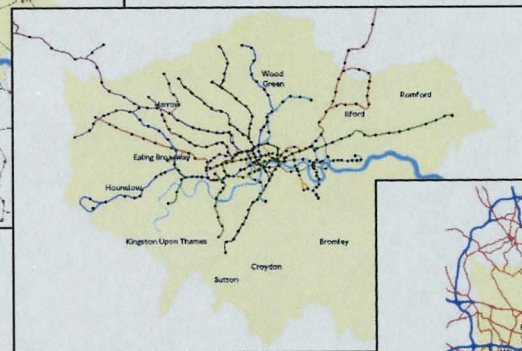 Wood
Green
Romford
Harrow
Ilford
Ealing Broadway
Hounslow
Kingston Upon Thames
Bromley
Croydon
Sutton